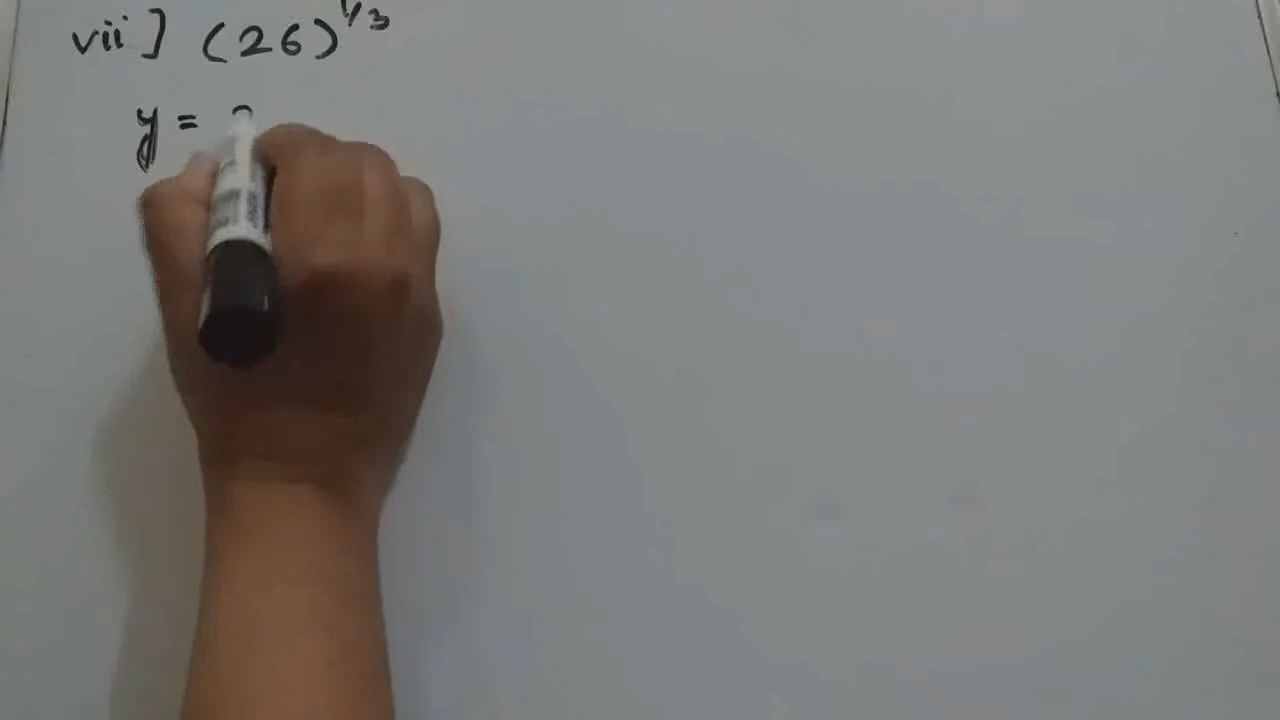 vii ] (26)^1/3
y =